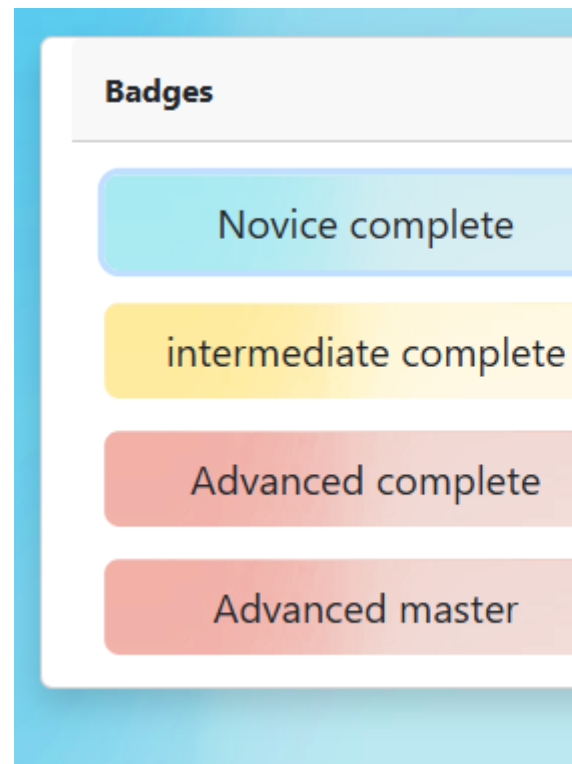 Badges
Novice complete
intermediate complete
Advanced complete
Advanced master